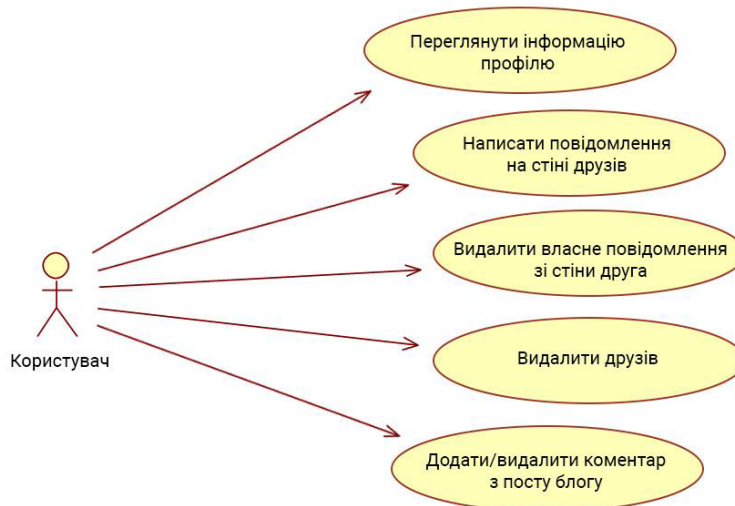 Переглянути інформацію
профілю
Написати повідомлення
на стіні друзів
Видалити власне повідомлення
зі стіни друга
Користувач
Видалити друзів
Додати/видалити коментар
з посту блогу